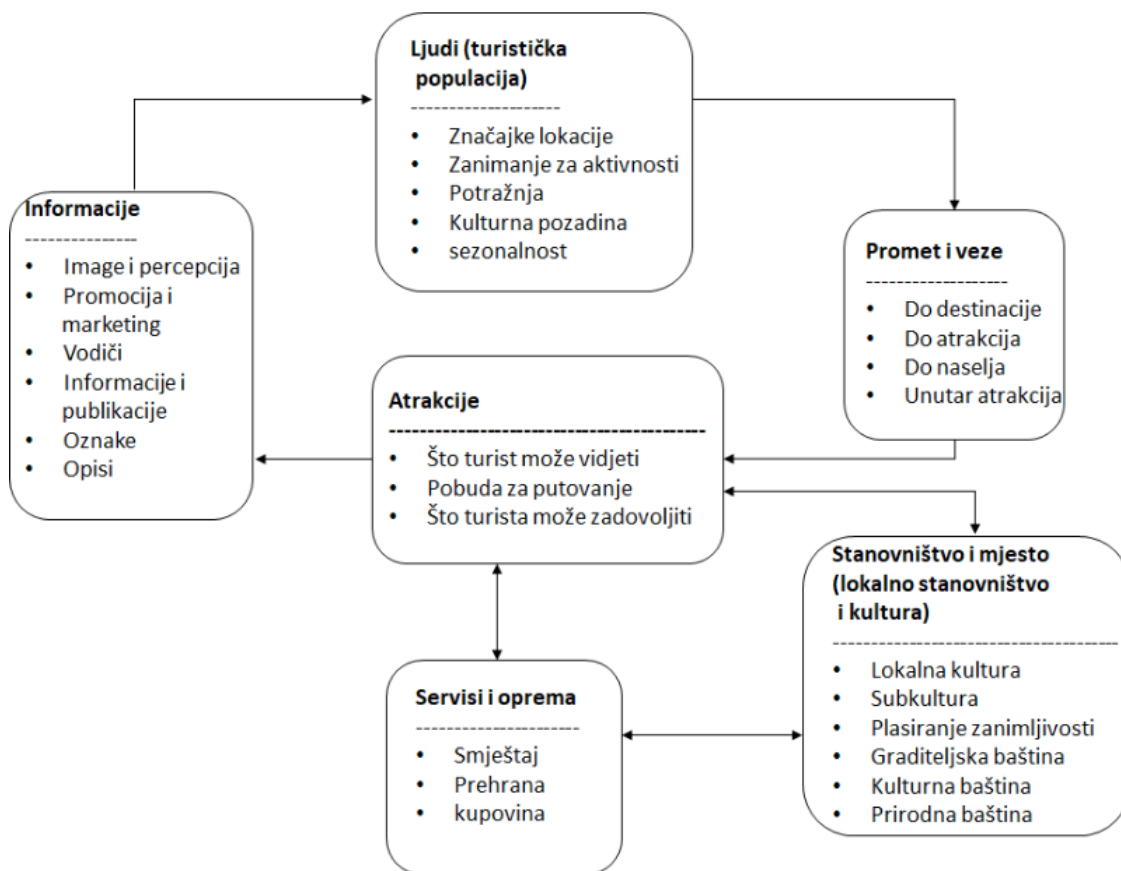 Ljudi (turistička
populacija)
---------------------
• Značajke lokacije
• Zanimanje za aktivnosti
• Potražnja
• Kulturna pozadina
• sezonalnost
Informacije
----------------
• Image i percepcija
• Promocija i
marketing
• Vodiči
• Informacije i
publikacije
• Oznake
• Opisi
Promet i veze
--------------------
• Do destinacije
• Do atrakcija
• Do naselja
• Unutar atrakcija
Atrakcije
---------------------------------------------
• Što turist može vidjeti
• Pobuda za putovanje
• Što turista može zadovoljiti
Stanovništvo i mjesto
(lokalno stanovništvo
i kultura)
----------------------------------------
• Lokalna kultura
• Subkultura
• Plasiranje zanimljivosti
• Graditeljska baština
• Kulturna baština
• Prirodna baština
Servisi i oprema
-----------------------
• Smještaj
• Prehrana
• kupovina